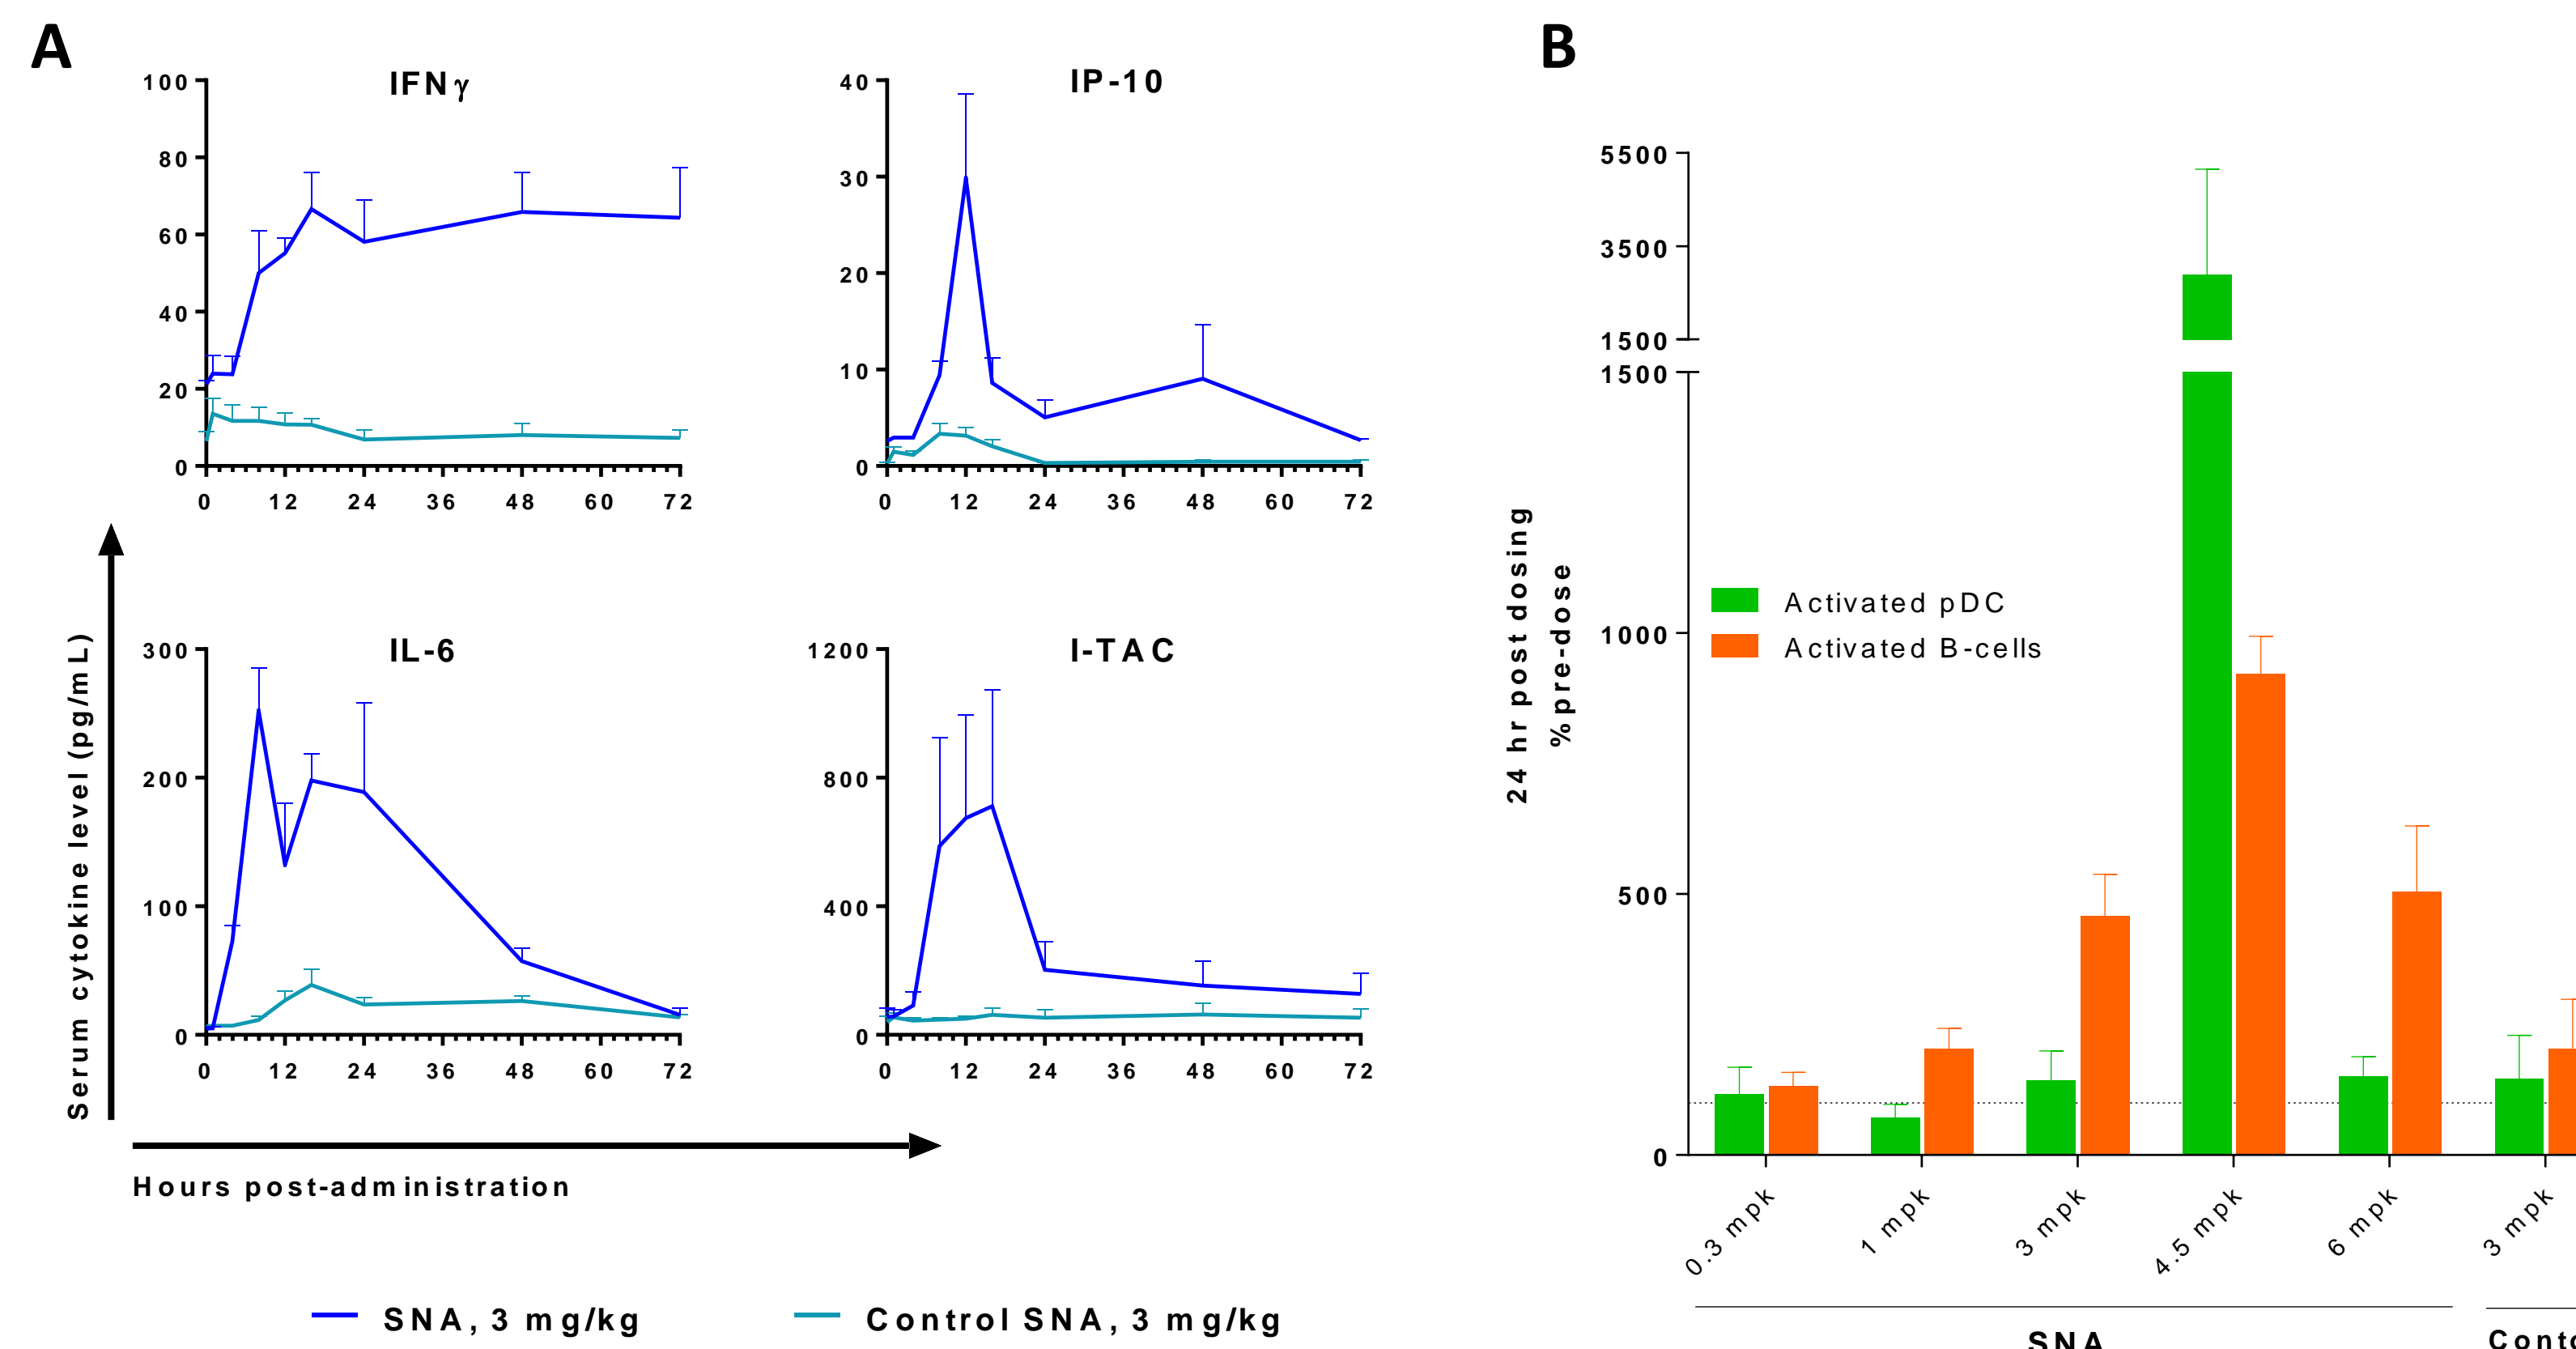 A
IFNγ
100
80
60
40
20
0
0 12 24 36 48 60 72
IP-10
40
30
20
10
0
0 12 24 36 48 60 72
IL-6
300
200
100
0
0 12 24 36 48 60 72
I-TAC
1200
800
400
0
0 12 24 36 48 60 72
Serum cytokine level (pg/mL)
Hours post-administration
SNA, 3 mg/kg
Control SNA, 3 mg/kg
B
24 hr post dosing
%pre-dose
5500
3500
1500
1500
1000
500
0
Activated pDC
Activated B-cells
0.3 mpk
1 mpk
3 mpk
4.5 mpk
6 mpk
3 mpk
SNA